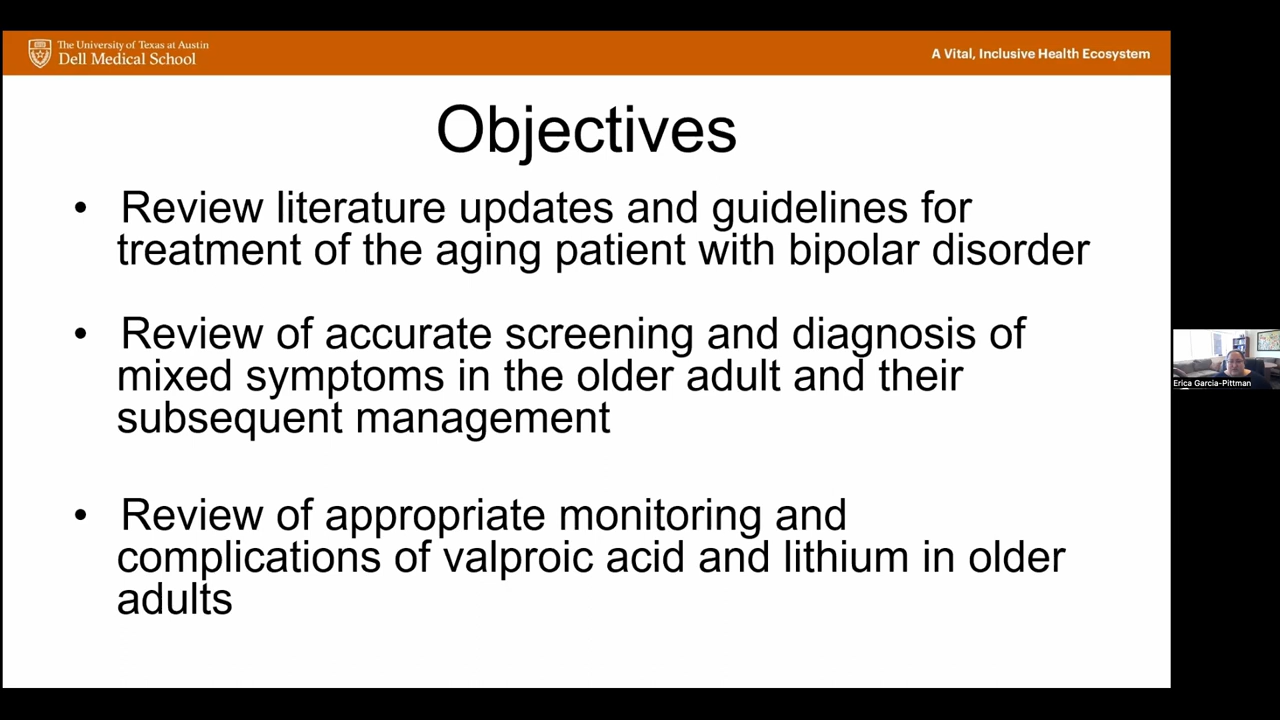 The University of Texas at Austin
Dell Medical School
A Vital, Inclusive Health Ecosystem
Objectives
• Review literature updates and guidelines for
treatment of the aging patient with bipolar disorder
• Review of accurate screening and diagnosis of
mixed symptoms in the older adult and their
subsequent management
• Review of appropriate monitoring and
complications of valproic acid and lithium in older
adults
Erica Garcia-Pittman